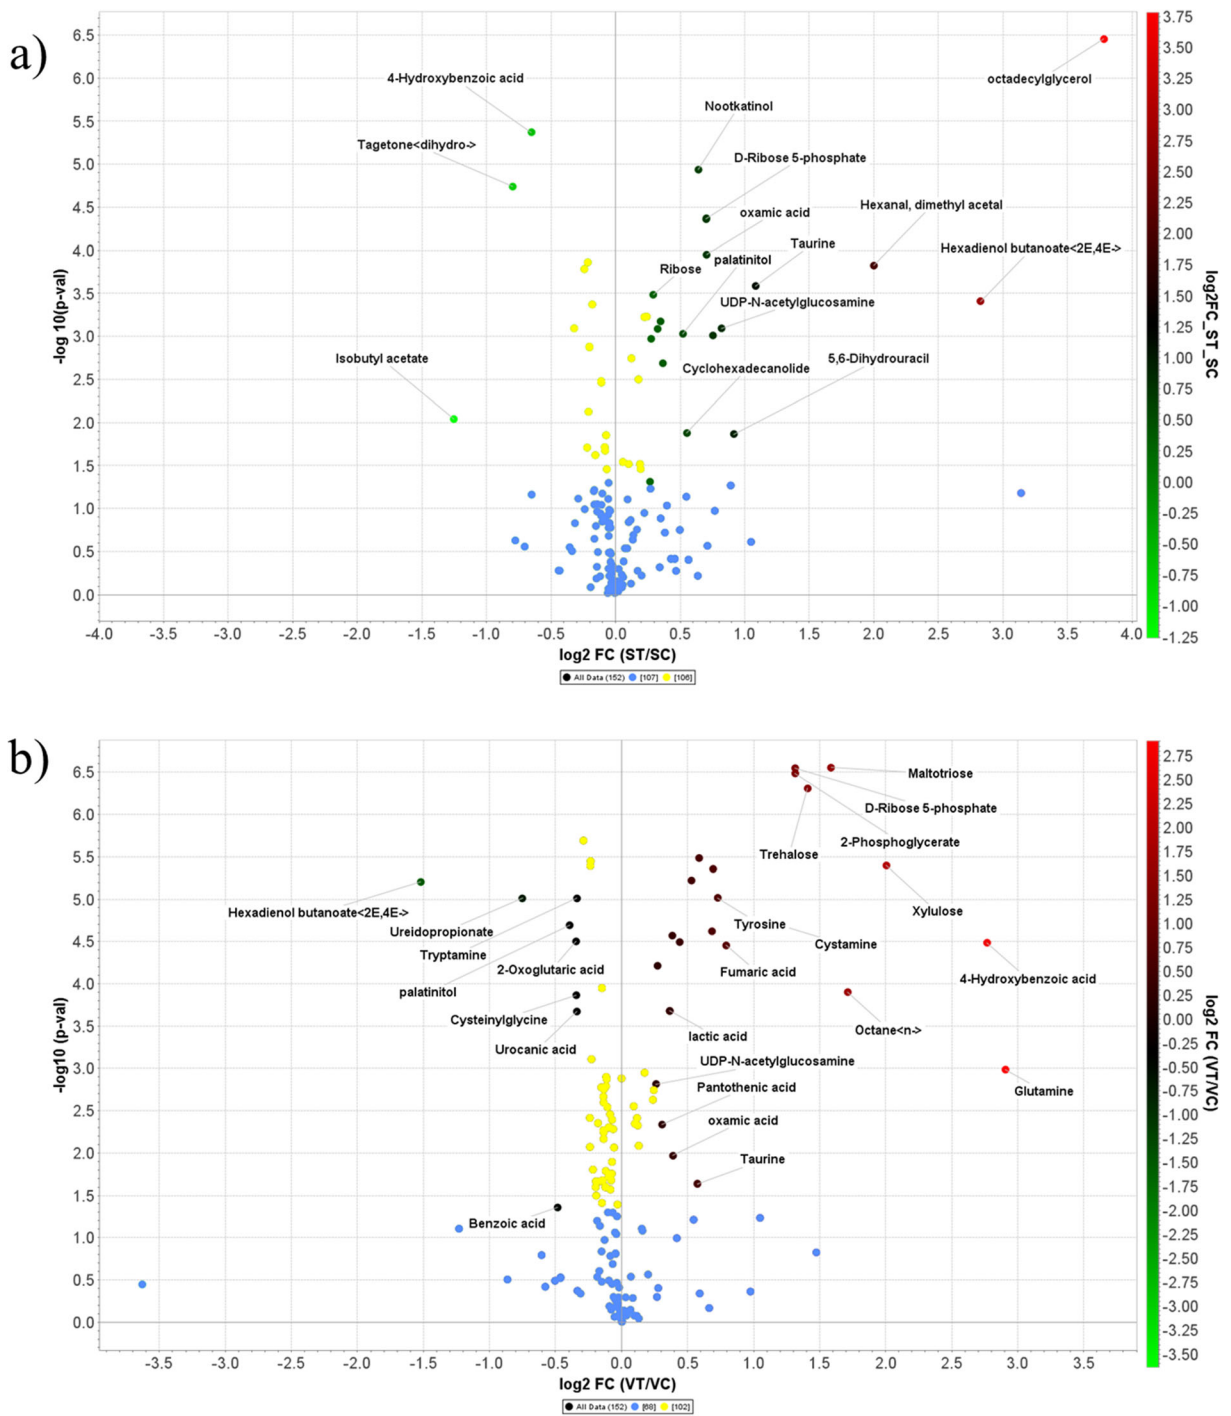 a)
6.5
6.0
5.5
5.0
4.5
4.0
3.5
3.0
2.5
2.0
1.5
1.0
0.5
0.0
-log 10(p-val)
octadecylglycerol
4-Hydroxybenzoic acid
Nootkatinol
Tagetone<dihydro->
D-Ribose 5-phosphate
Hexanal, dimethyl acetal
oxamic acid
Taurine
Hexadienol butanoate<2E,4E->
palatinitol
Ribose
UDP-N-acetylglucosamine
Isobutyl acetate
5,6-Dihydrouracil
Cyclohexadecanolide
-4.0 -3.5 -3.0 -2.5 -2.0 -1.5 -1.0 -0.5 0.0 0.5 1.0 1.5 2.0 2.5 3.0 3.5 4.0
log2 FC (ST/SC)
All Data (152) [107] [106]
3.75
3.50
3.25
3.00
2.75
2.50
2.25
2.00
1.75
1.50
1.25
1.00
0.75
0.50
0.25
0.00
-0.25
-0.50
-0.75
-1.00
-1.25
log2FC_ST_SC
b)
6.5
6.0
5.5
5.0
4.5
4.0
3.5
3.0
2.5
2.0
1.5
1.0
0.5
0.0
-log10 (p-val)
Maltotriose
D-Ribose 5-phosphate
2-Phosphoglycerate
Trehalose
Hexadienol butanoate<2E,4E->
Xylulose
Tyrosine
Ureidopropionate
Cystamine
Tryptamine
2-Oxoglutaric acid
Fumaric acid
4-Hydroxybenzoic acid
palatinitol
Cysteinylglycine
Octane<n->
lactic acid
Urocanic acid
UDP-N-acetylglucosamine
Pantothenic acid
Glutamine
oxamic acid
Taurine
Benzoic acid
-3.5 -3.0 -2.5 -2.0 -1.5 -1.0 -0.5 0.0 0.5 1.0 1.5 2.0 2.5 3.0 3.5
log2 FC (VT/VC)
All Data (152) [68] [102]
2.75
2.50
2.25
2.00
1.75
1.50
1.25
1.00
0.75
0.50
0.25
0.00
-0.25
-0.50
-0.75
-1.00
-1.25
-1.50
-1.75
-2.00
-2.25
-2.50
-2.75
-3.00
-3.25
-3.50
log2 FC (VT/VC)